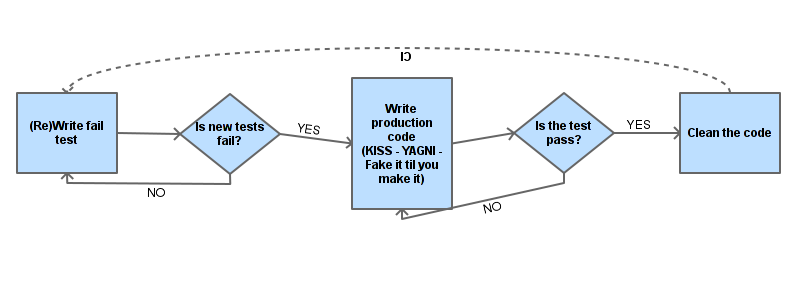 CI
(Re)Write fail
test
Is new tests
fail?
YES
NO
Write
production
code
(KISS - YAGNI -
Fake it til you
make it)
Is the test
pass?
YES
NO
Clean the code